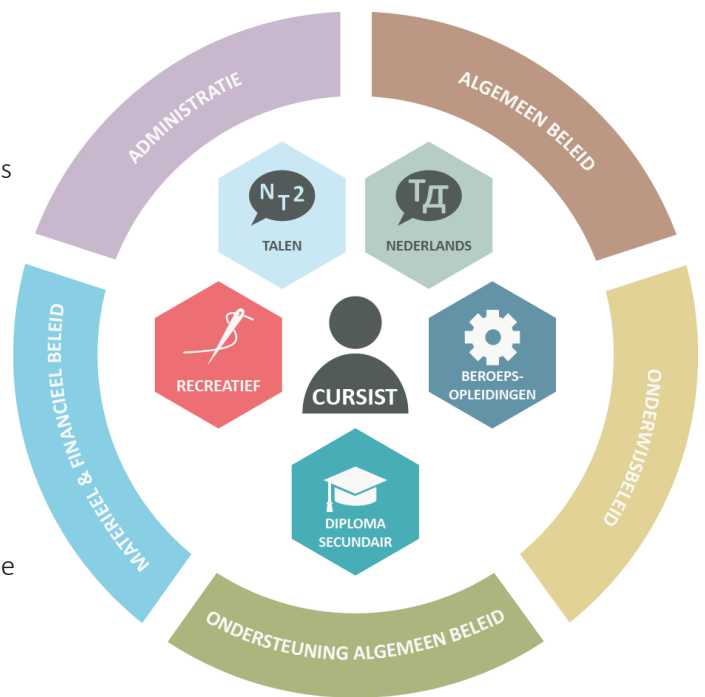 ADMINISTRATIE
ALGEMEEN BELEID
s
NT2
TALEN
TД
NEDERLANDS
RECREATIEF
CURSIST
BEROEPS-
OPLEIDINGEN
MATERIEEL & FINANCIEEL BELEID
ONDERWIJSBELEID
DIPLOMA
SECUNDAIR
e
ONDERSTEUNING ALGEMEEN BELEID